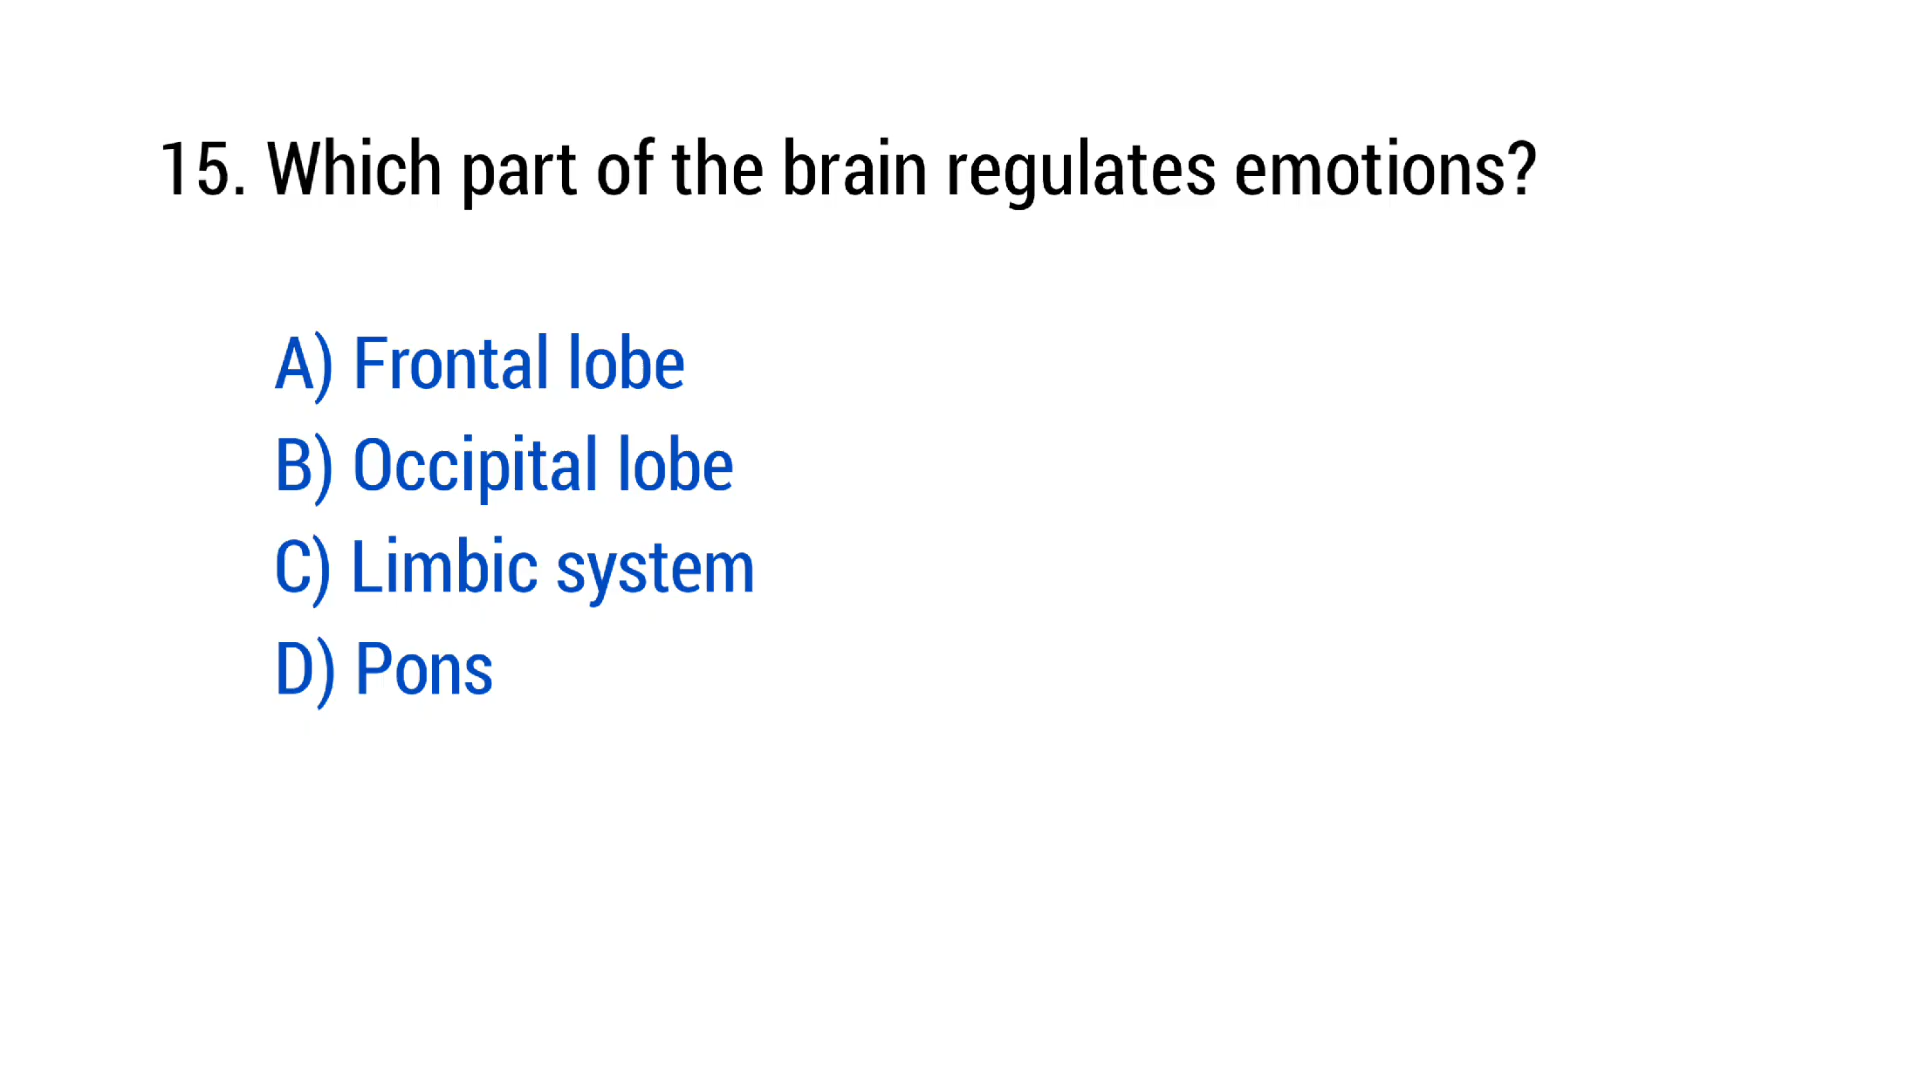 15. Which part of the brain regulates emotions?
A) Frontal lobe
B) Occipital lobe
C) Limbic system
D) Pons